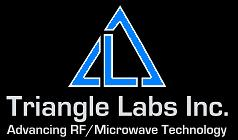 Triangle Labs Inc.
Advancing RF/Microwave Technology